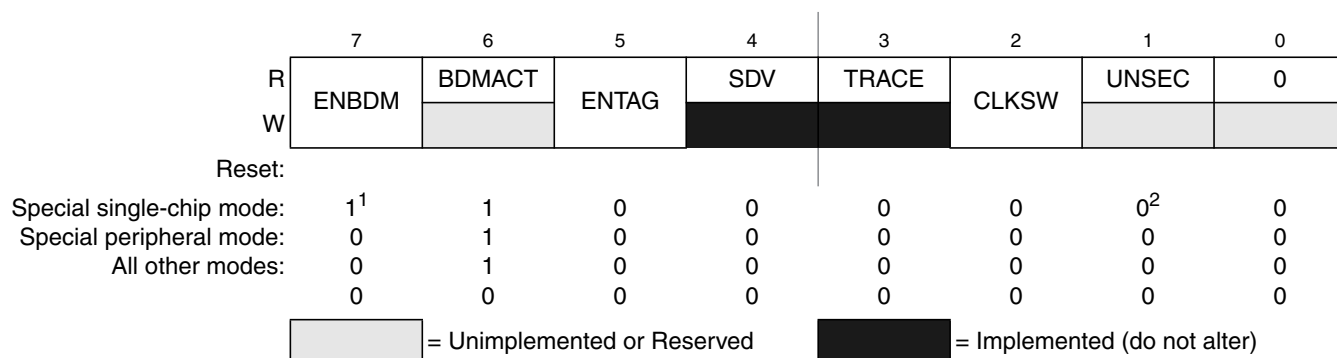 7 6 5 4 3 2 1 0
R ENBDM BDMACT ENTAG SDV TRACE CLKSW UNSEC 0
W
Reset:
Special single-chip mode: 1¹ 1 0 0 0 0 0² 0
Special peripheral mode: 0 1 0 0 0 0 0 0
All other modes: 0 1 0 0 0 0 0 0
0 0 0 0 0 0 0 0
= Unimplemented or Reserved = Implemented (do not alter)